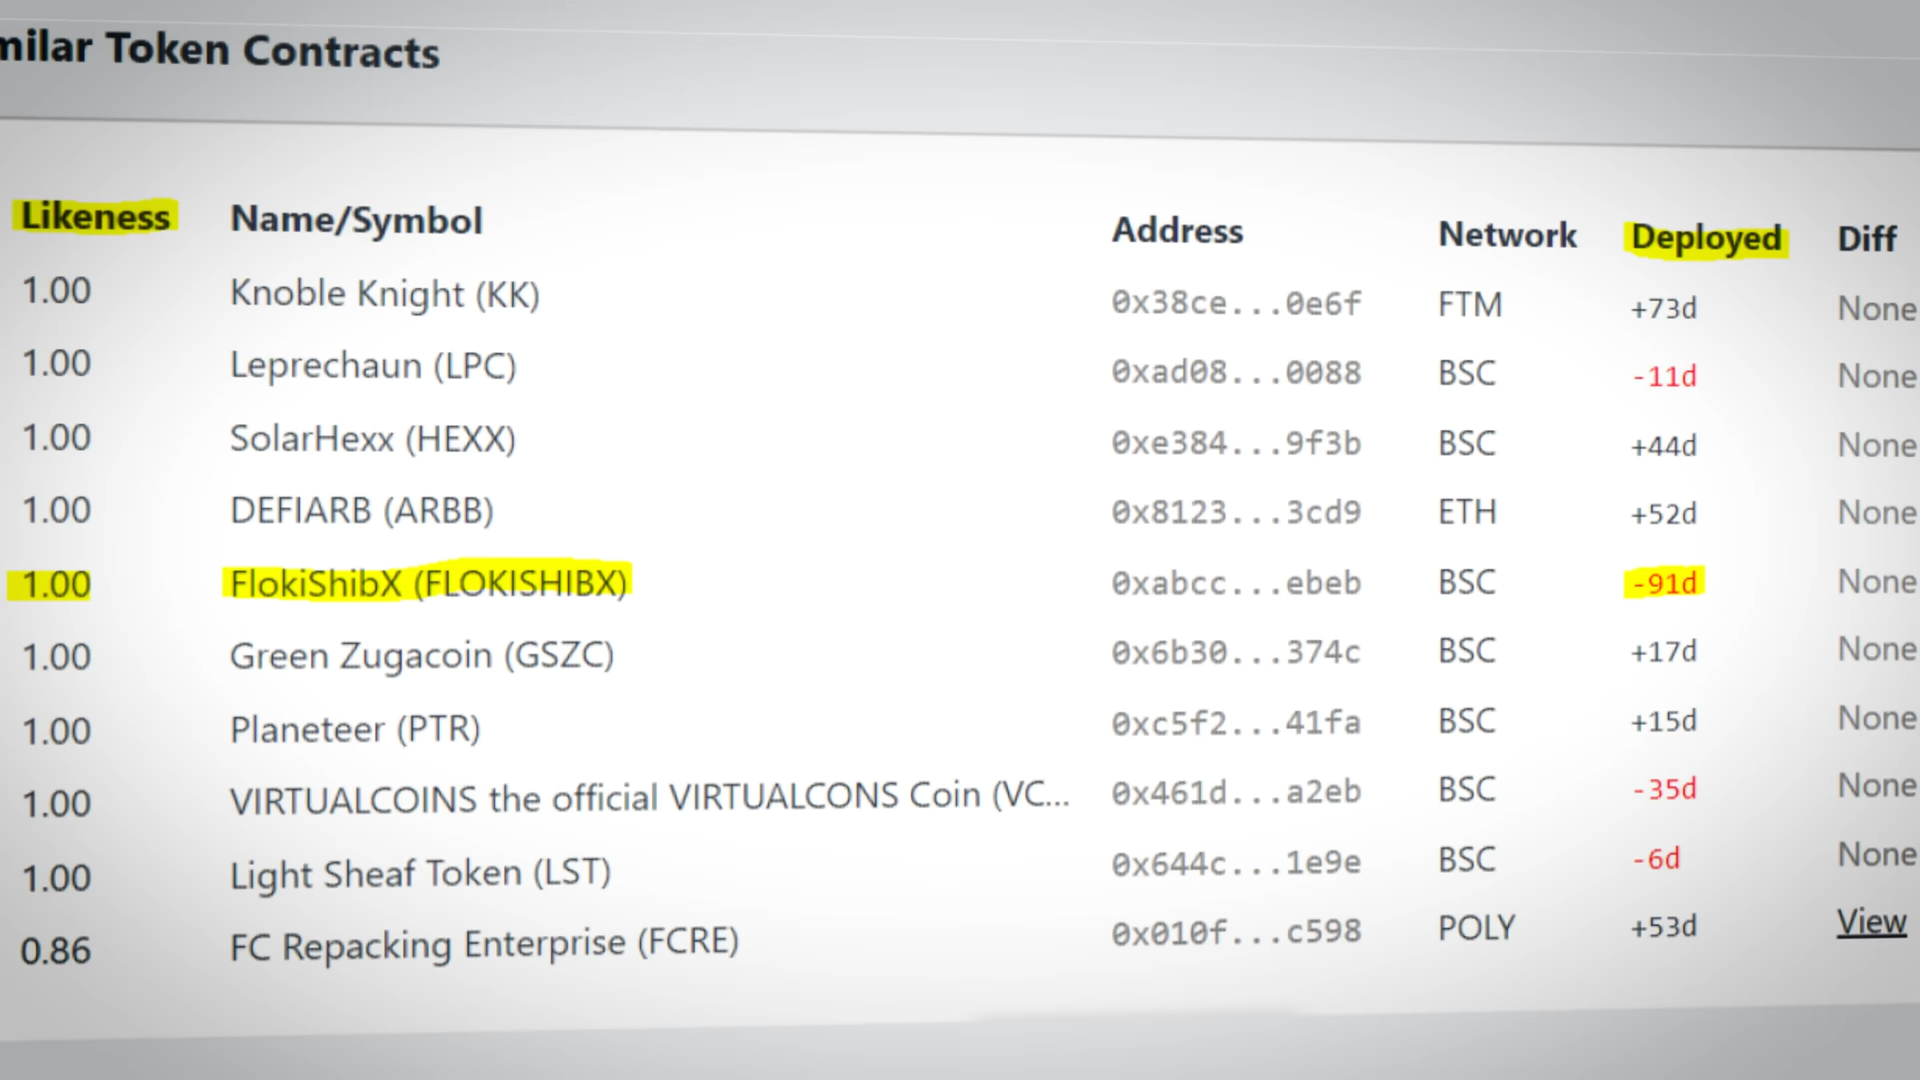 milar Token Contracts
Likeness Name/Symbol Address Network Deployed Diff
1.00 Knoble Knight (KK) 0x38ce...0e6f FTM +73d None
1.00 Leprechaun (LPC) 0xad08...0088 BSC -11d None
1.00 SolarHexx (HEXX) 0xe384...9f3b BSC +44d None
1.00 DEFIARB (ARBB) 0x8123...3cd9 ETH +52d None
1.00 FlokiShibX (FLOKISHIBX) 0xabcc...ebeb BSC -91d None
1.00 Green Zugacoin (GSZC) 0x6b30...374c BSC +17d None
1.00 Planeteer (PTR) 0xc5f2...41fa BSC +15d None
1.00 VIRTUALCOINS the official VIRTUALCONS Coin (VC... 0x461d...a2eb BSC -35d None
1.00 Light Sheaf Token (LST) 0x644c...1e9e BSC -6d None
0.86 FC Repacking Enterprise (FCRE) 0x010f...c598 POLY +53d View